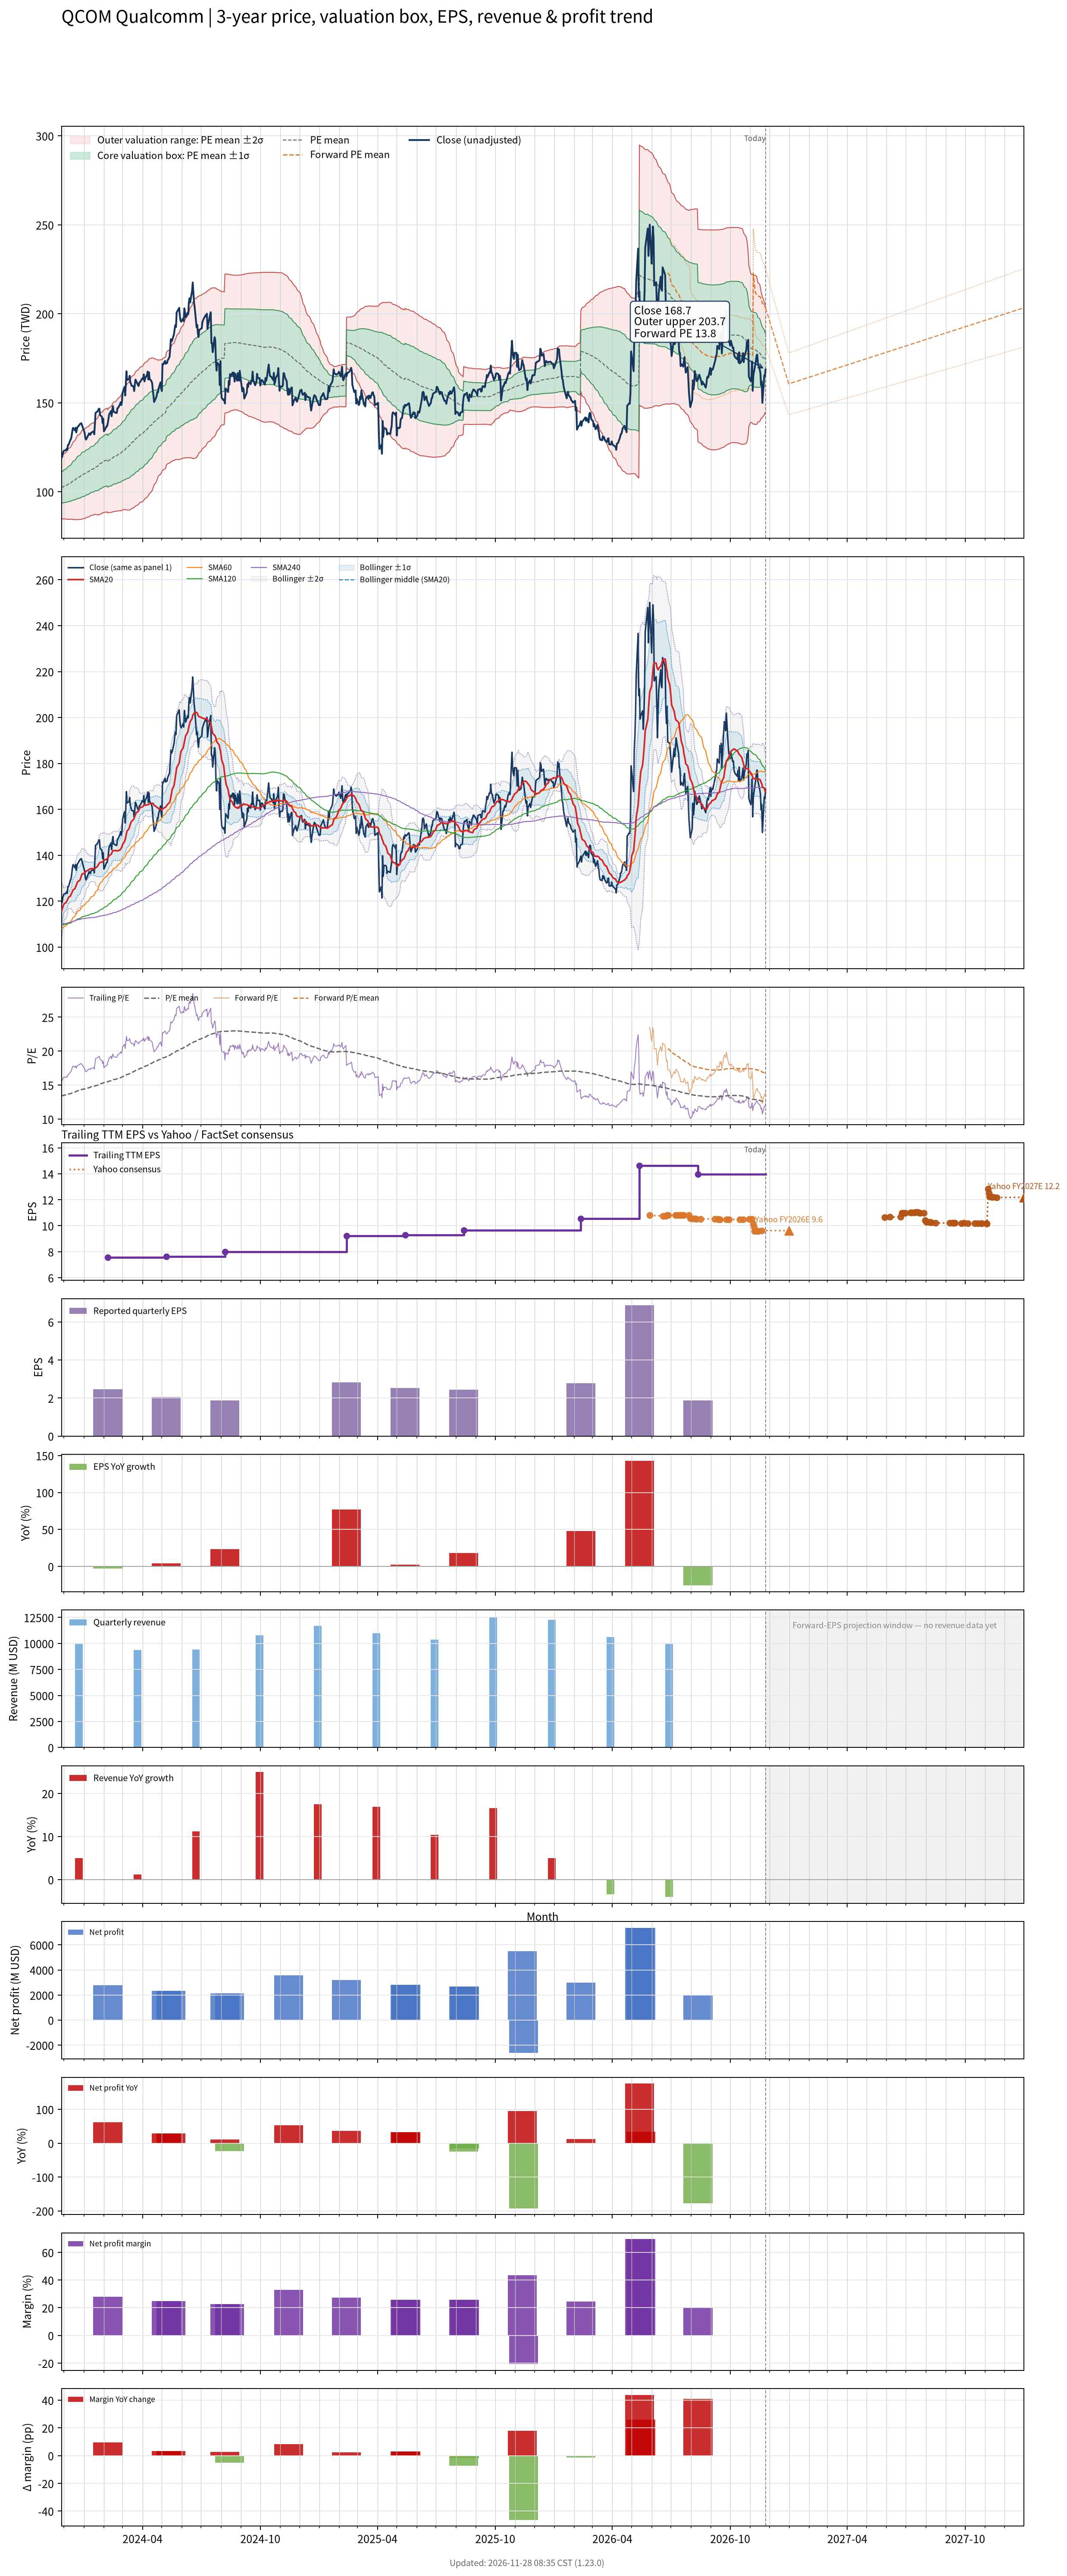 QCOM Qualcomm | 3-year price, valuation box, EPS, revenue & profit trend
Outer valuation range: PE mean ±2σ
Core valuation box: PE mean ±1σ
PE mean
Forward PE mean
Close (unadjusted)
Today
Close 168.7
Outer upper 203.7
Forward PE 13.8
Price (TWD)
300
250
200
150
100
Close (same as panel 1)
SMA20
SMA60
SMA120
SMA240
Bollinger ±2σ
Bollinger ±1σ
Bollinger middle (SMA20)
Price
260
240
220
200
180
160
140
120
100
Trailing P/E
P/E mean
Forward P/E
Forward P/E mean
P/E
25
20
15
10
Trailing TTM EPS vs Yahoo / FactSet consensus
Trailing TTM EPS
Yahoo consensus
Today
Yahoo FY2026E 9.6
Yahoo FY2027E 12.2
EPS
16
14
12
10
8
6
Reported quarterly EPS
EPS
6
4
2
0
EPS YoY growth
YoY (%)
150
100
50
0
Quarterly revenue
Forward-EPS projection window — no revenue data yet
Revenue (M USD)
12500
10000
7500
5000
2500
0
Revenue YoY growth
YoY (%)
20
10
0
Month
Net profit
Net profit (M USD)
6000
4000
2000
0
-2000
Net profit YoY
YoY (%)
100
0
-100
-200
Net profit margin
Margin (%)
60
40
20
0
-20
Margin YoY change
Δ margin (pp)
40
20
0
-20
-40
2024-04
2024-10
2025-04
2025-10
2026-04
2026-10
2027-04
2027-10
Updated: 2026-11-28 08:35 CST (1.23.0)